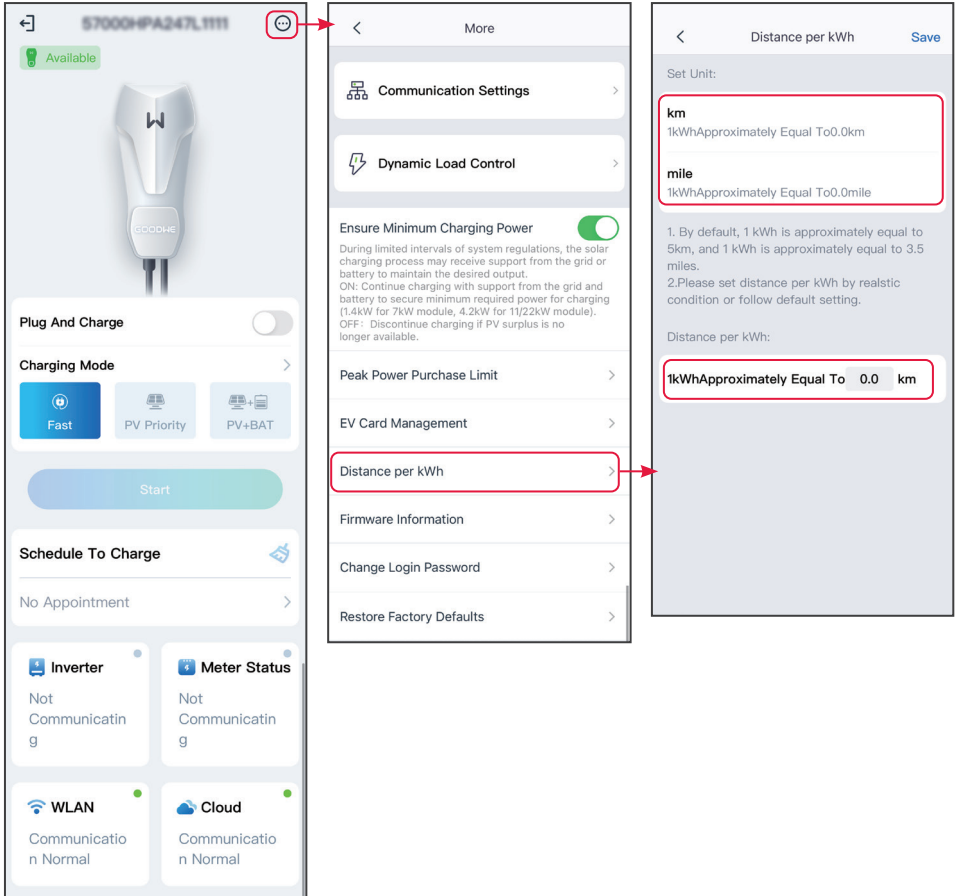 57000HPA247L1111
Available
GOODWE
Plug And Charge
Charging Mode
Fast
PV Priority
PV+BAT
Start
Schedule To Charge
No Appointment
Inverter
Not
Communicatin
g
Meter Status
Not
Communicatin
g
WLAN
Communicatio
n Normal
Cloud
Communicatio
n Normal
More
Communication Settings
Dynamic Load Control
Ensure Minimum Charging Power
During limited intervals of system regulations, the solar
charging process may receive support from the grid or
battery to maintain the desired output.
ON: Continue charging with support from the grid and
battery to secure minimum required power for charging
(1.4kW for 7kW module, 4.2kW for 11/22kW module).
OFF: Discontinue charging if PV surplus is no
longer available.
Peak Power Purchase Limit
EV Card Management
Distance per kWh
Firmware Information
Change Login Password
Restore Factory Defaults
Distance per kWh
Save
Set Unit:
km
1kWhApproximately Equal To0.0km
mile
1kWhApproximately Equal To0.0mile
1. By default, 1 kWh is approximately equal to
5km, and 1 kWh is approximately equal to 3.5
miles.
2.Please set distance per kWh by realstic
condition or follow default setting.
Distance per kWh:
1kWhApproximately Equal To 0.0 km